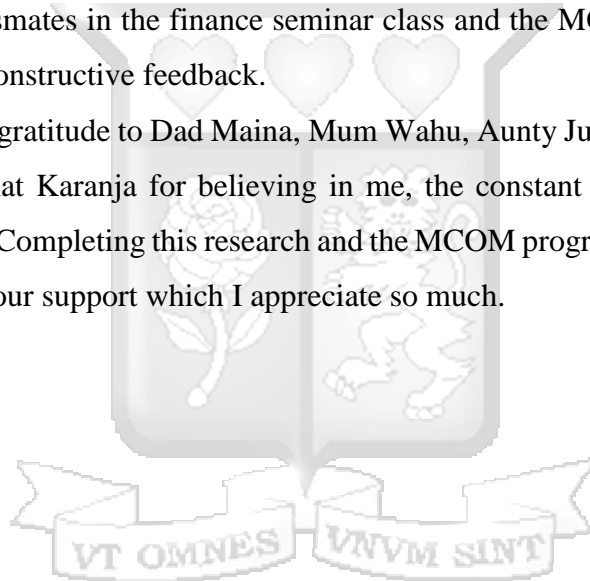 smates in the finance seminar class and the MC
onstructive feedback.
gratitude to Dad Maina, Mum Wahu, Aunty Ju
at Karanja for believing in me, the constant
Completing this research and the MCOM progr
our support which I appreciate so much.
VT OMNES VNVM SINT